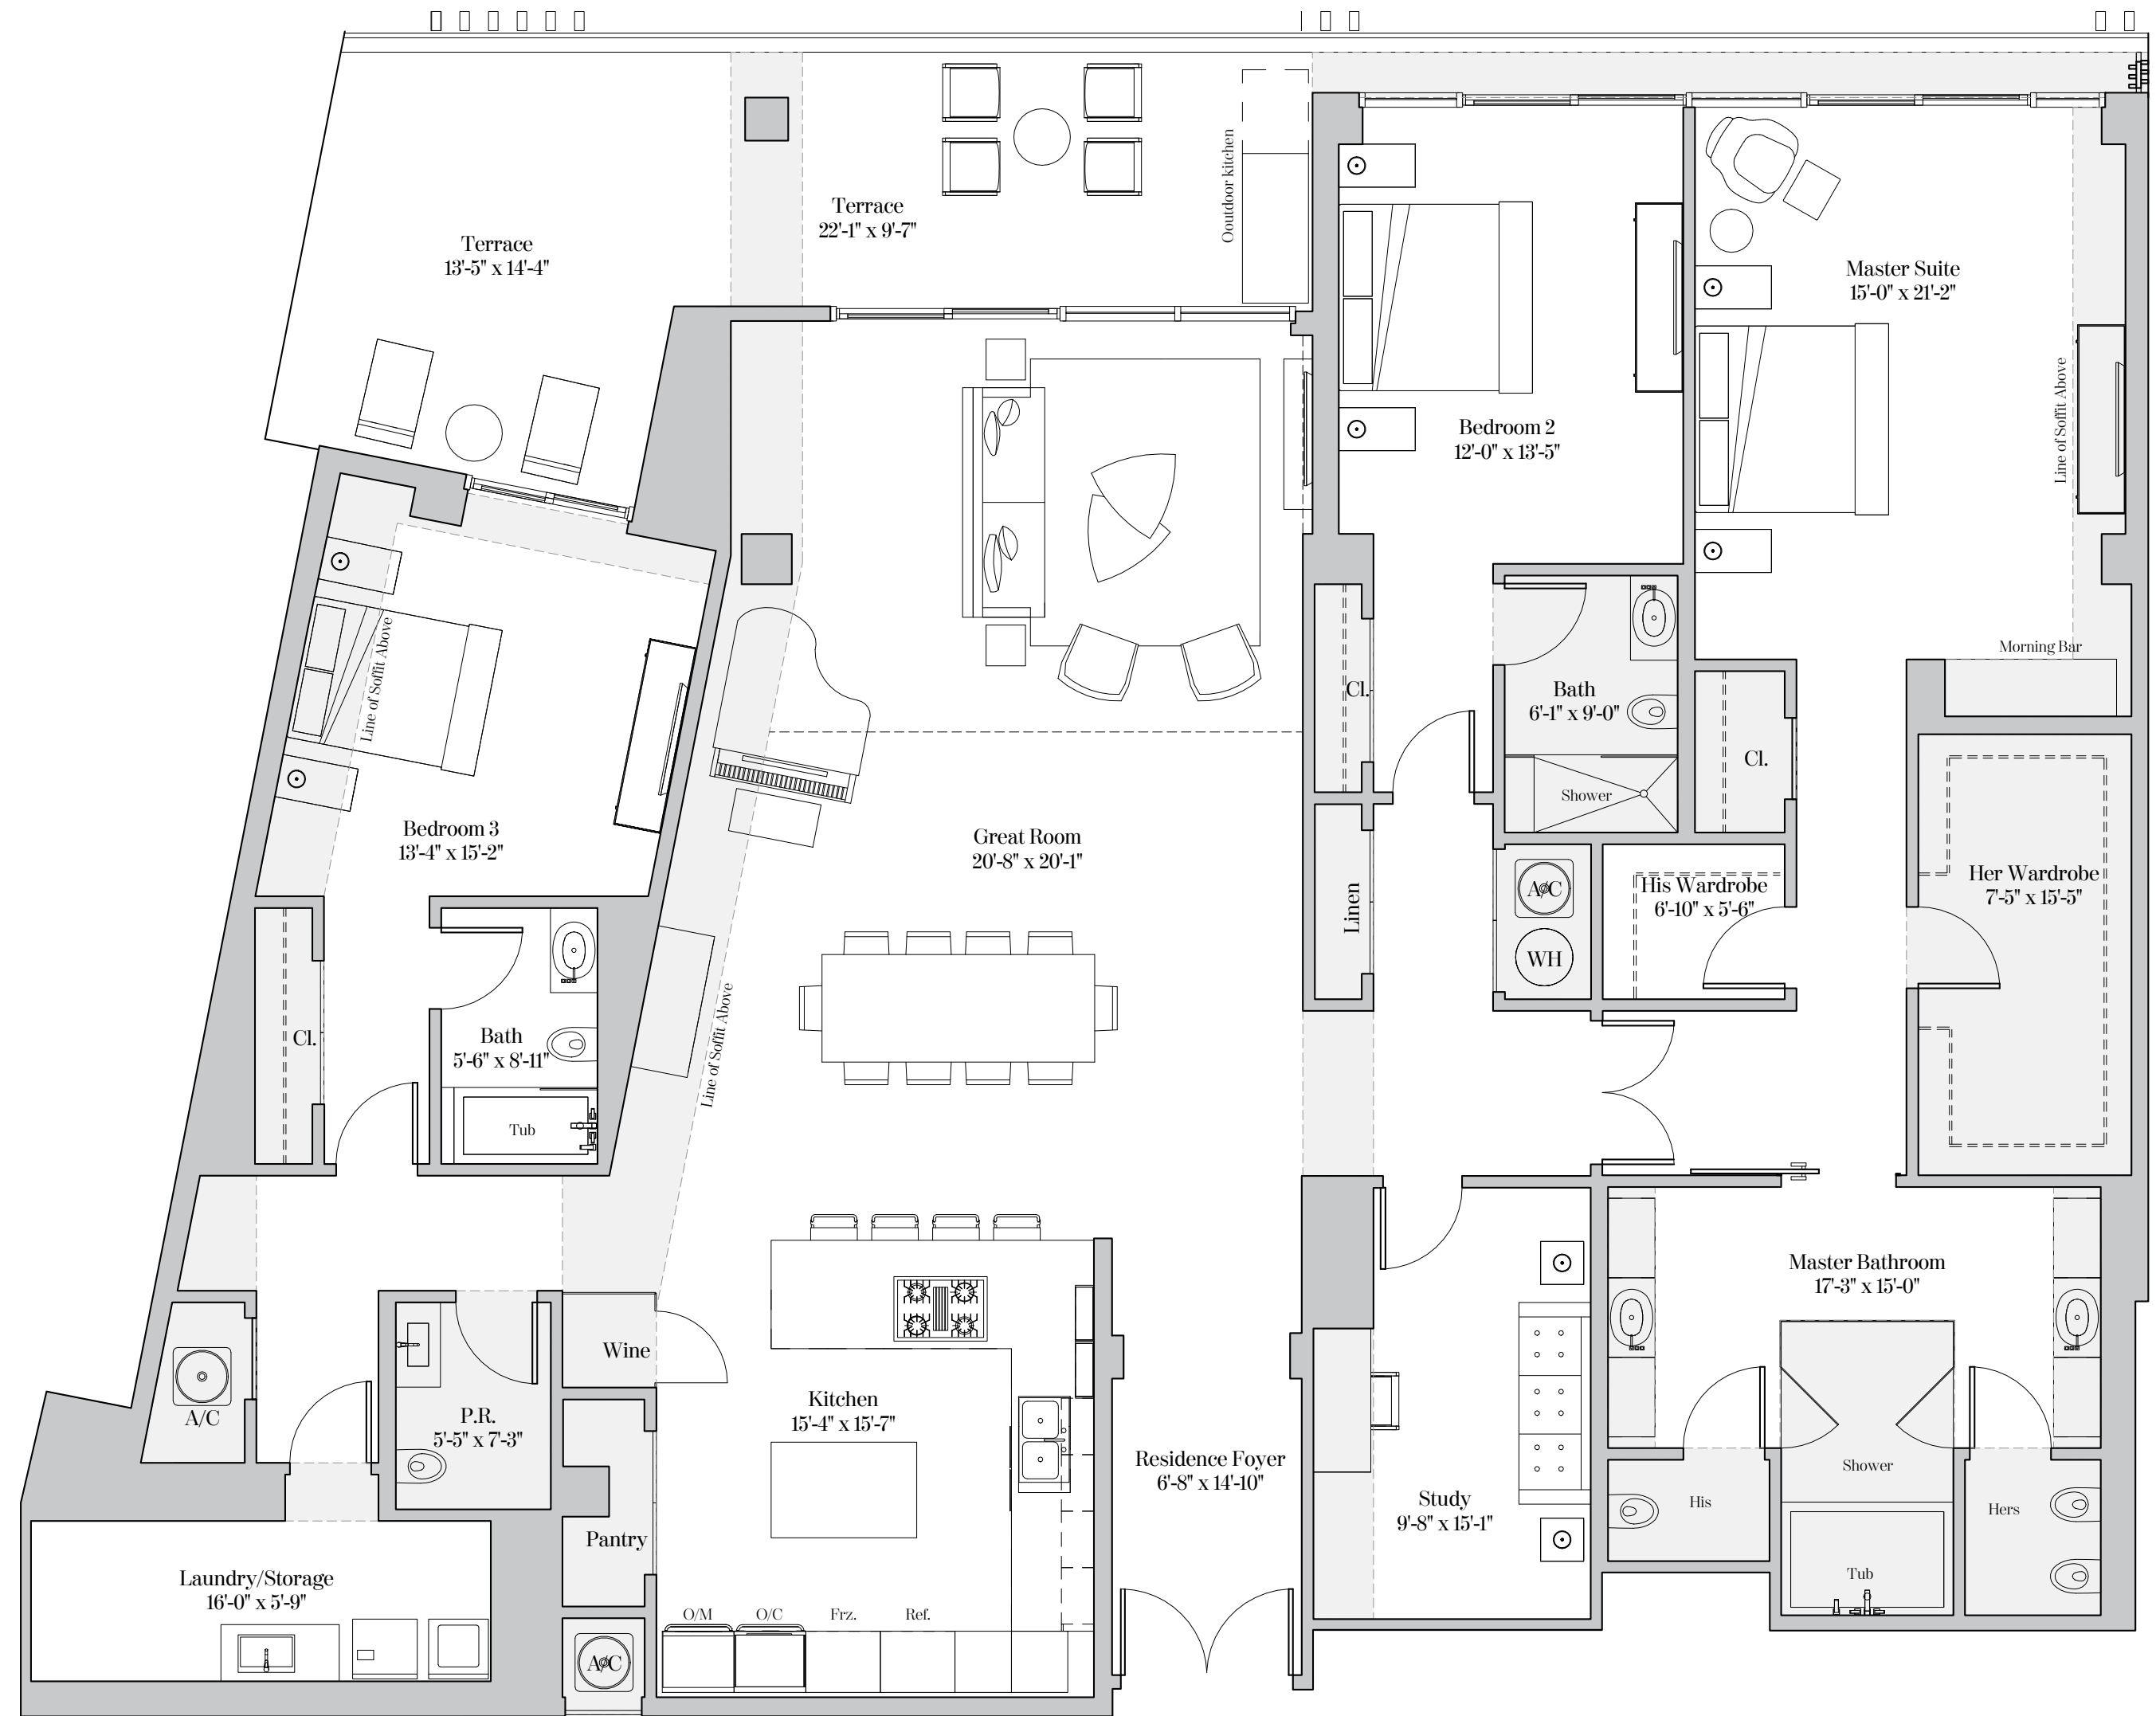 Terrace
13'-5" x 14'-4"
Terrace
22'-1" x 9'-7"
Ooutdoor kitchen
Master Suite
15'-0" x 21'-2"
Line of Soffit Above
Bedroom 2
12'-0" x 13'-5"
Morning Bar
Line of Soffit Above
Cl.
Bath
6'-1" x 9'-0"
Shower
Cl.
Bedroom 3
13'-4" x 15'-2"
Great Room
20'-8" x 20'-1"
Linen
A/C
WH
His Wardrobe
6'-10" x 5'-6"
Her Wardrobe
7'-5" x 15'-5"
Cl.
Bath
5'-6" x 8'-11"
Tub
Line of Soffit Above
Master Bathroom
17'-3" x 15'-0"
Wine
Kitchen
15'-4" x 15'-7"
A/C
P.R.
5'-5" x 7'-3"
Residence Foyer
6'-8" x 14'-10"
Study
9'-8" x 15'-1"
His
Shower
Hers
Tub
Pantry
Laundry/Storage
16'-0" x 5'-9"
O/M
O/C
Frz.
Ref.
A/C